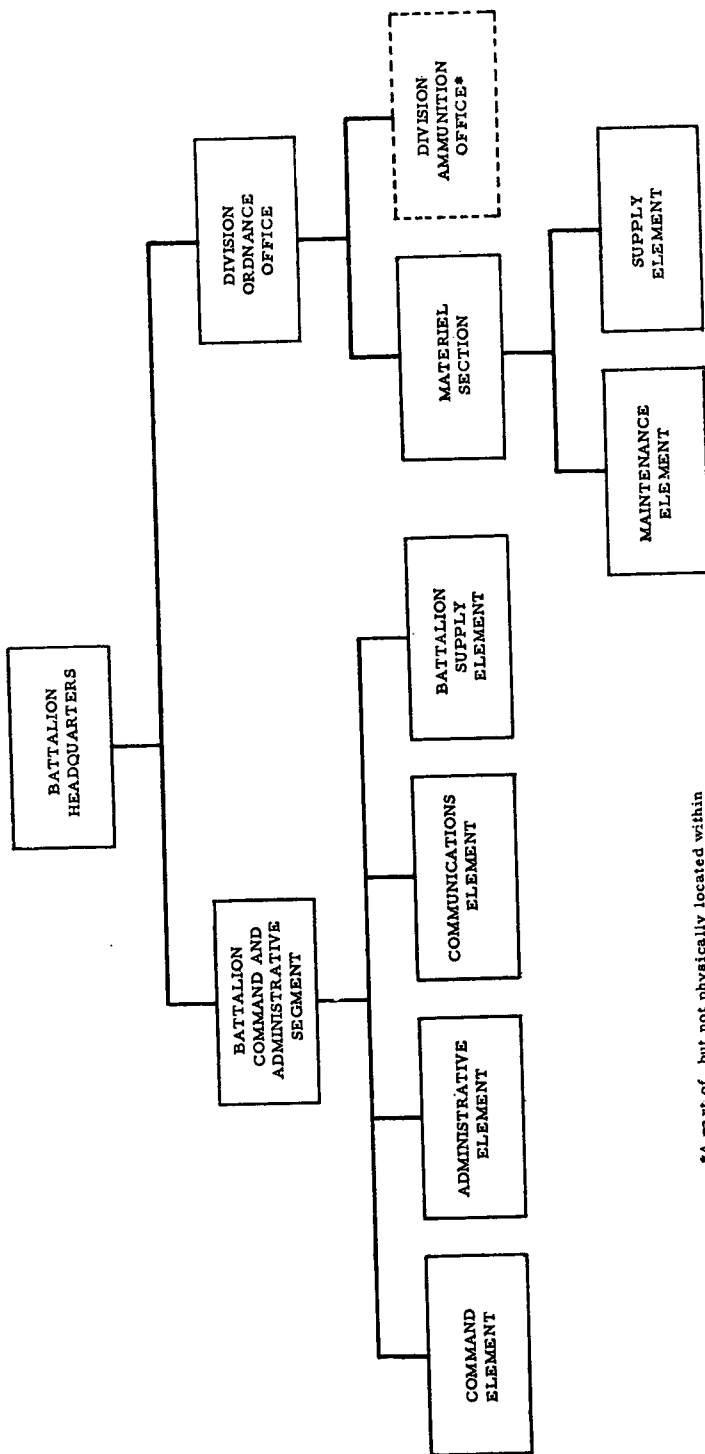 BATTALION
HEADQUARTERS
BATTALION
COMMAND AND
ADMINISTRATIVE
SEGMENT
DIVISION
ORDNANCE
OFFICE
COMMAND
ELEMENT
ADMINISTRATIVE
ELEMENT
COMMUNICATIONS
ELEMENT
BATTALION
SUPPLY
ELEMENT
MATERIEL
SECTION
DIVISION
AMMUNITION
OFFICE*
MAINTENANCE
ELEMENT
SUPPLY
ELEMENT
*A part of, but not physically located within